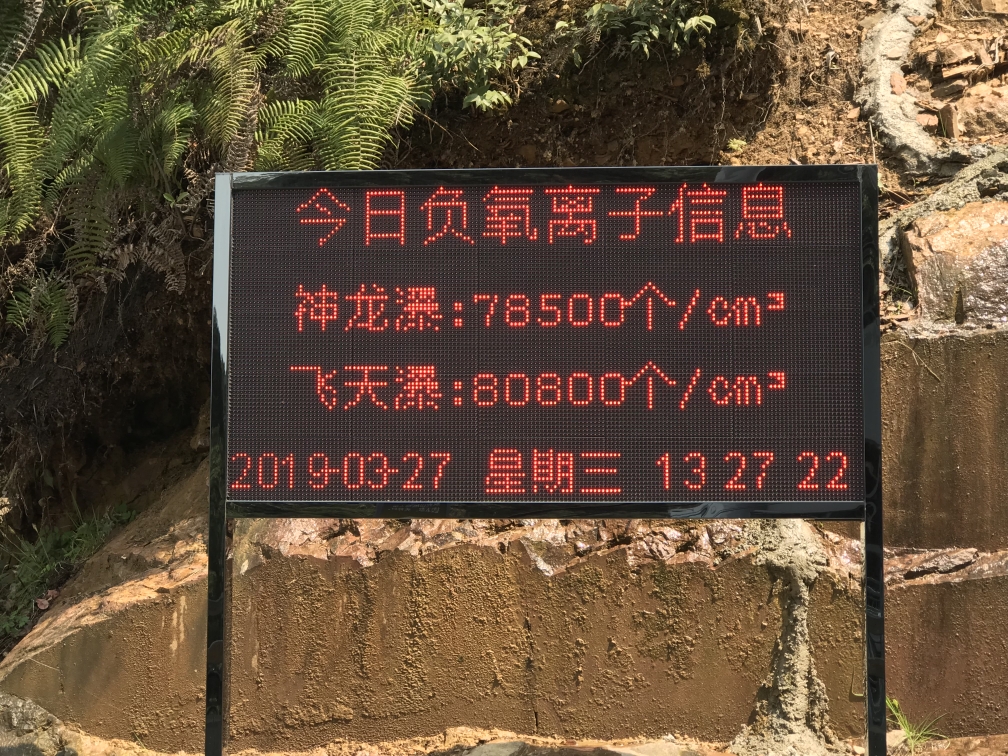 今日负氧离子信息
神龙瀑:78500个/cm³
飞天瀑:80800个/cm³
2019-03-27 星期三 13 27 22